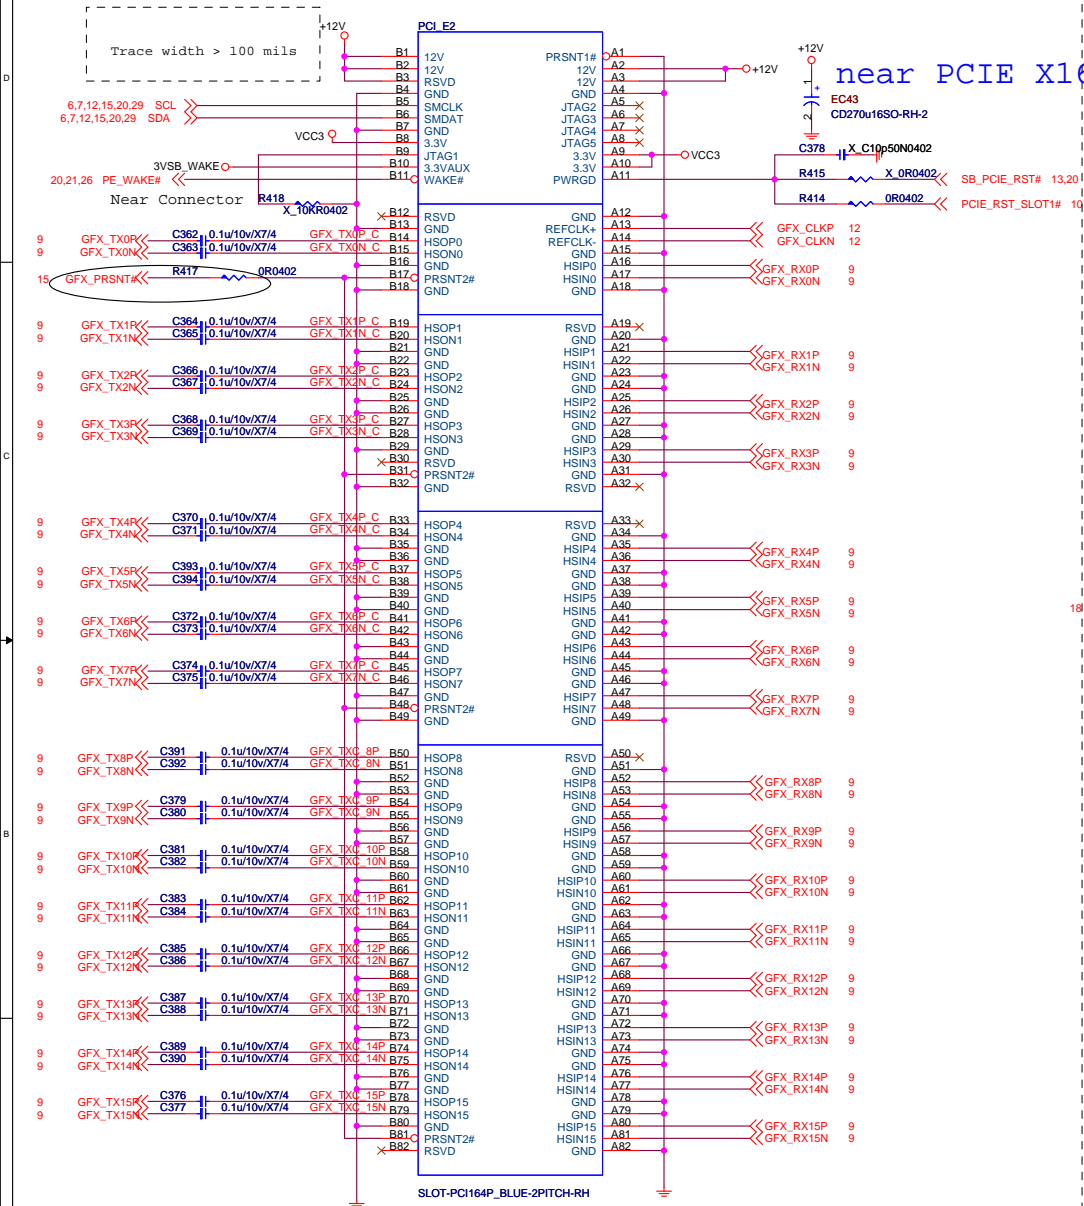 Trace width > 100 mils
+12V
PCI_E2
+12V
near PCIE X16
EC43
CD270u16SO-RH-2
1
2
B1 12V PRSNT1# A1
B2 12V 12V A2 +12V
B3 RSVD 12V A3
B4 GND GND A4
6,7,12,15,20,29 SCL B5 SMCLK JTAG2 A5
6,7,12,15,20,29 SDA B6 SMDAT JTAG3 A6
B7 GND JTAG4 A7
VCC3 B8 3.3V JTAG5 A8
B9 JTAG1 3.3V A9 VCC3
3VSB_WAKE B10 3.3VAUX 3.3V A10
20,21,26 PE_WAKE# B11 WAKE# PWRGD A11
C378 X_C10p50N0402
R415 X_0R0402 SB_PCIE_RST# 13,20
R414 0R0402 PCIE_RST_SLOT1# 10
Near Connector R418 X_10KR0402
B12 RSVD GND A12
B13 GND REFCLK+ A13 GFX_CLKP 12
9 GFX_TX0P C362 0.1u/10v/X7/4 GFX_TX0P_C B14 HSOP0 REFCLK- A14 GFX_CLKN 12
9 GFX_TX0N C363 0.1u/10v/X7/4 GFX_TX0N_C B15 HSON0 GND A15
B16 GND HSIP0 A16 GFX_RX0P 9
15 GFX_PRSNT# R417 0R0402 B17 PRSNT2# HSIN0 A17 GFX_RX0N 9
B18 GND GND A18
9 GFX_TX1P C364 0.1u/10v/X7/4 GFX_TX1P_C B19 HSOP1 RSVD A19
9 GFX_TX1N C365 0.1u/10v/X7/4 GFX_TX1N_C B20 HSON1 GND A20
B21 GND HSIP1 A21 GFX_RX1P 9
B22 GND HSIN1 A22 GFX_RX1N 9
9 GFX_TX2P C366 0.1u/10v/X7/4 GFX_TX2P_C B23 HSOP2 GND A23
9 GFX_TX2N C367 0.1u/10v/X7/4 GFX_TX2N_C B24 HSON2 GND A24
B25 GND HSIP2 A25 GFX_RX2P 9
B26 GND HSIN2 A26 GFX_RX2N 9
9 GFX_TX3P C368 0.1u/10v/X7/4 GFX_TX3P_C B27 HSOP3 GND A27
9 GFX_TX3N C369 0.1u/10v/X7/4 GFX_TX3N_C B28 HSON3 GND A28
B29 GND HSIP3 A29 GFX_RX3P 9
B30 RSVD HSIN3 A30 GFX_RX3N 9
B31 PRSNT2# GND A31
B32 GND RSVD A32
9 GFX_TX4P C370 0.1u/10v/X7/4 GFX_TX4P_C B33 HSOP4 RSVD A33
9 GFX_TX4N C371 0.1u/10v/X7/4 GFX_TX4N_C B34 HSON4 GND A34
B35 GND HSIP4 A35 GFX_RX4P 9
B36 GND HSIN4 A36 GFX_RX4N 9
9 GFX_TX5P C393 0.1u/10v/X7/4 GFX_TX5P_C B37 HSOP5 GND A37
9 GFX_TX5N C394 0.1u/10v/X7/4 GFX_TX5N_C B38 HSON5 GND A38
B39 GND HSIP5 A39 GFX_RX5P 9
B40 GND HSIN5 A40 GFX_RX5N 9
18
9 GFX_TX6P C372 0.1u/10v/X7/4 GFX_TX6P_C B41 HSOP6 GND A41
9 GFX_TX6N C373 0.1u/10v/X7/4 GFX_TX6N_C B42 HSON6 GND A42
B43 GND HSIP6 A43 GFX_RX6P 9
B44 GND HSIN6 A44 GFX_RX6N 9
9 GFX_TX7P C374 0.1u/10v/X7/4 GFX_TX7P_C B45 HSOP7 GND A45
9 GFX_TX7N C375 0.1u/10v/X7/4 GFX_TX7N_C B46 HSON7 GND A46
B47 GND HSIP7 A47 GFX_RX7P 9
B48 PRSNT2# HSIN7 A48 GFX_RX7N 9
B49 GND GND A49
9 GFX_TX8P C391 0.1u/10v/X7/4 GFX_TXC_8P B50 HSOP8 RSVD A50
9 GFX_TX8N C392 0.1u/10v/X7/4 GFX_TXC_8N B51 HSON8 GND A51
B52 GND HSIP8 A52 GFX_RX8P 9
B53 GND HSIN8 A53 GFX_RX8N 9
9 GFX_TX9P C379 0.1u/10v/X7/4 GFX_TXC_9P B54 HSOP9 GND A54
9 GFX_TX9N C380 0.1u/10v/X7/4 GFX_TXC_9N B55 HSON9 GND A55
B56 GND HSIP9 A56 GFX_RX9P 9
B57 GND HSIN9 A57 GFX_RX9N 9
9 GFX_TX10P C381 0.1u/10v/X7/4 GFX_TXC_10P B58 HSOP10 GND A58
9 GFX_TX10N C382 0.1u/10v/X7/4 GFX_TXC_10N B59 HSON10 GND A59
B60 GND HSIP10 A60 GFX_RX10P 9
B61 GND HSIN10 A61 GFX_RX10N 9
9 GFX_TX11P C383 0.1u/10v/X7/4 GFX_TXC_11P B62 HSOP11 GND A62
9 GFX_TX11N C384 0.1u/10v/X7/4 GFX_TXC_11N B63 HSON11 GND A63
B64 GND HSIP11 A64 GFX_RX11P 9
B65 GND HSIN11 A65 GFX_RX11N 9
9 GFX_TX12P C385 0.1u/10v/X7/4 GFX_TXC_12P B66 HSOP12 GND A66
9 GFX_TX12N C386 0.1u/10v/X7/4 GFX_TXC_12N B67 HSON12 GND A67
B68 GND HSIP12 A68 GFX_RX12P 9
B69 GND HSIN12 A69 GFX_RX12N 9
9 GFX_TX13P C387 0.1u/10v/X7/4 GFX_TXC_13P B70 HSOP13 GND A70
9 GFX_TX13N C388 0.1u/10v/X7/4 GFX_TXC_13N B71 HSON13 GND A71
B72 GND HSIP13 A72 GFX_RX13P 9
B73 GND HSIN13 A73 GFX_RX13N 9
9 GFX_TX14P C389 0.1u/10v/X7/4 GFX_TXC_14P B74 HSOP14 GND A74
9 GFX_TX14N C390 0.1u/10v/X7/4 GFX_TXC_14N B75 HSON14 GND A75
B76 GND HSIP14 A76 GFX_RX14P 9
B77 GND HSIN14 A77 GFX_RX14N 9
9 GFX_TX15P C376 0.1u/10v/X7/4 GFX_TXC_15P B78 HSOP15 GND A78
9 GFX_TX15N C377 0.1u/10v/X7/4 GFX_TXC_15N B79 HSON15 GND A79
B80 GND HSIP15 A80 GFX_RX15P 9
B81 PRSNT2# HSIN15 A81 GFX_RX15N 9
B82 RSVD GND A82
SLOT-PCI164P_BLUE-2PITCH-RH
D
C
B